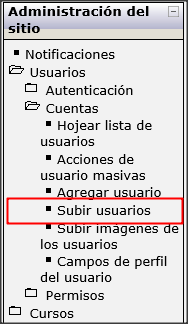 Administración del
sitio
Notificaciones
Usuarios
Autenticación
Cuentas
Hojear lista de
usuarios
Acciones de
usuario masivas
Agregar usuario
Subir usuarios
Subir imágenes de
los usuarios
Campos de perfil
del usuario
Permisos
Cursos